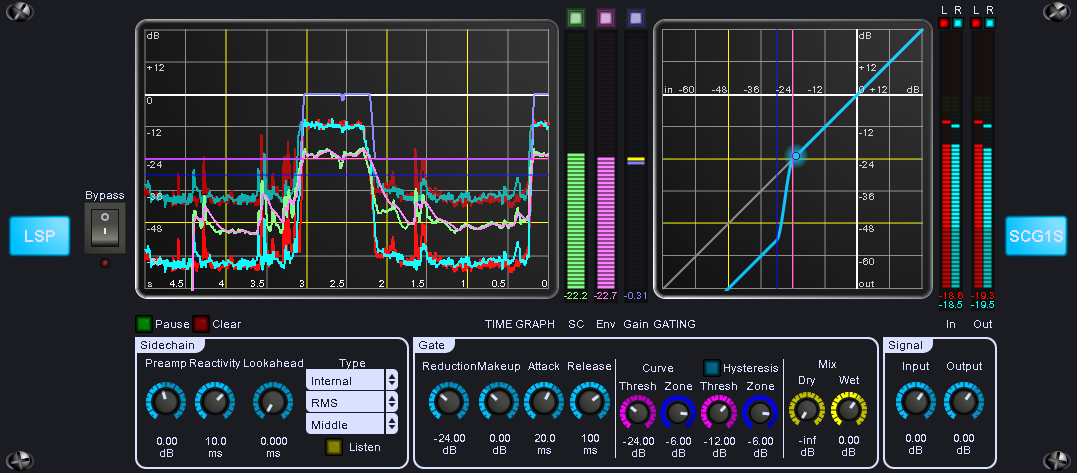 L R L R
dB
+12
0
-12
-24
-36
-48
s 4.5 4 3.5 3 2.5 2 1.5 1 0.5 0
-22.2 -22.7 -0.31
dB
+12
in -60 -48 -36 -24 -12 0 +12 dB
-12
-24
-36
-48
-60
out
-18.6 -19.3
-18.5 -19.5
Bypass
LSP
SCG1S
Pause Clear TIME GRAPH SC Env Gain GATING In Out
Sidechain
Preamp Reactivity Lookahead Type
Internal
RMS
Middle
Listen
0.00 10.0 0.000
dB ms ms
Gate
Reduction Makeup Attack Release
-24.00 0.00 20.0 100
dB dB ms ms
Curve Hysteresis
Thresh Zone Thresh Zone
-24.00 -6.00 -12.00 -6.00
dB dB dB dB
Mix
Dry Wet
-inf 0.00
dB dB
Signal
Input Output
0.00 0.00
dB dB